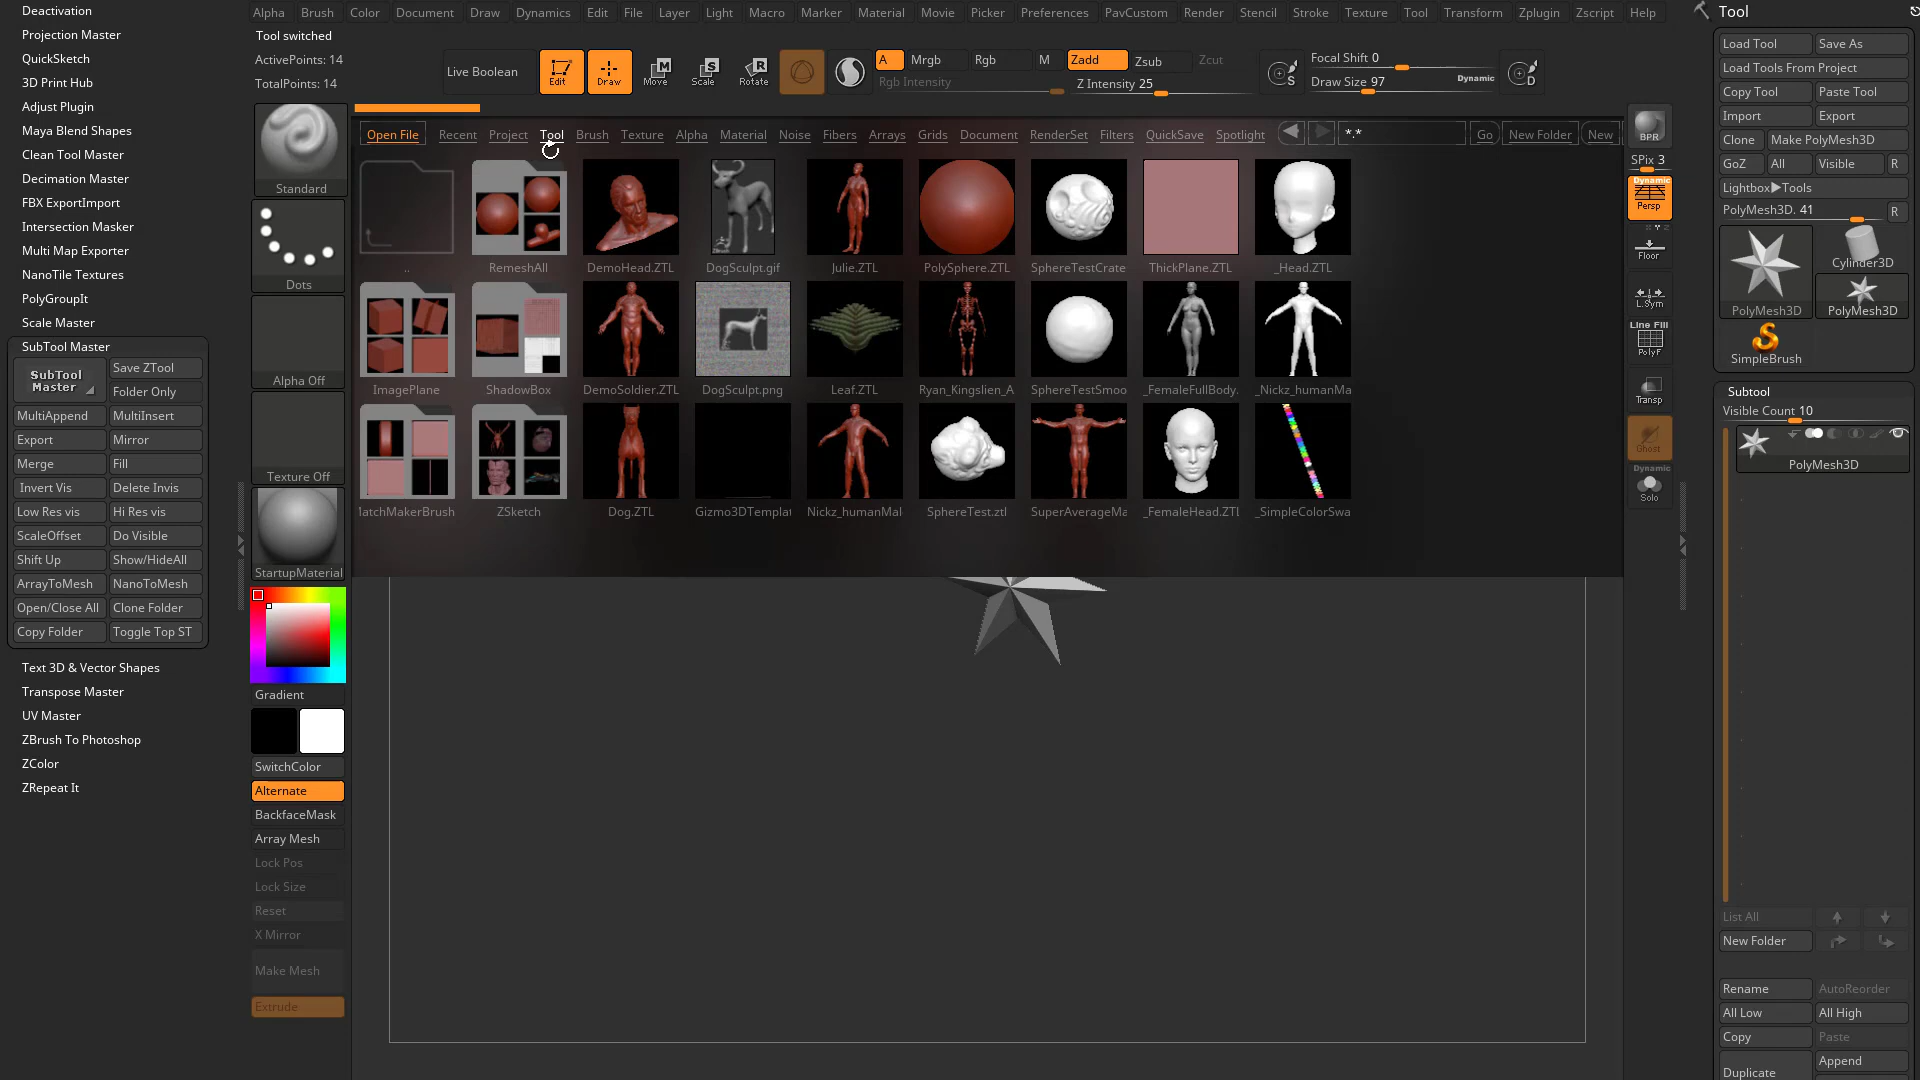 Alpha Brush Color Document Draw Dynamics Edit File Layer Light Macro Marker Material Movie Picker Preferences PavCustom Render Stencil Stroke Texture Tool Transform Zplugin Zscript Help
Tool switched
ActivePoints: 14
TotalPoints: 14
Live Boolean
Edit
Draw
Move
Scale
Rotate
A Mrgb Rgb M Zadd Zsub Zcut
Rgb Intensity
Z Intensity 25
Focal Shift 0
Draw Size 97
Dynamic
Deactivation
Projection Master
QuickSketch
3D Print Hub
Adjust Plugin
Maya Blend Shapes
Clean Tool Master
Decimation Master
FBX ExportImport
Intersection Masker
Multi Map Exporter
NanoTile Textures
PolyGroupIt
Scale Master
SubTool Master
SubTool
Master
Save ZTool
Folder Only
MultiAppend MultiInsert
Export Mirror
Merge Fill
Invert Vis Delete Invis
Low Res vis Hi Res vis
ScaleOffset Do Visible
Shift Up Show/HideAll
ArrayToMesh NanoToMesh
Open/Close All Clone Folder
Copy Folder Toggle Top ST
Text 3D & Vector Shapes
Transpose Master
UV Master
ZBrush To Photoshop
ZColor
ZRepeat It
Standard
Dots
Alpha Off
Texture Off
StartupMaterial
Gradient
SwitchColor
Alternate
BackfaceMask
Array Mesh
Lock Pos
Lock Size
Reset
X Mirror
Make Mesh
Extrude
Open File Recent Project Tool Brush Texture Alpha Material Noise Fibers Arrays Grids Document RenderSet Filters QuickSave Spotlight *.* Go New Folder New
.. RemeshAll DemoHead.ZTL DogSculpt.gif Julie.ZTL PolySphere.ZTL SphereTestCrate ThickPlane.ZTL _Head.ZTL
ImagePlane ShadowBox DemoSoldier.ZTL DogSculpt.png Leaf.ZTL Ryan_Kingslien_A SphereTestSmoo _FemaleFullBody. _Nickz_humanMa
MatchMakerBrush ZSketch Dog.ZTL Gizmo3DTemplat Nickz_humanMal SphereTest.ztl SuperAverageMa _FemaleHead.ZTL _SimpleColorSwa
BPR
SPix 3
Dynamic
Persp
Floor
L.Sym
Line Fill
PolyF
Transp
Ghost
Dynamic
Solo
Tool
Load Tool Save As
Load Tools From Project
Copy Tool Paste Tool
Import Export
Clone Make PolyMesh3D
GoZ All Visible R
Lightbox▶Tools
PolyMesh3D. 41 R
PolyMesh3D
Cylinder3D
PolyMesh3D
SimpleBrush
Subtool
Visible Count 10
PolyMesh3D
List All
New Folder
Rename AutoReorder
All Low All High
Copy Paste
Duplicate Append